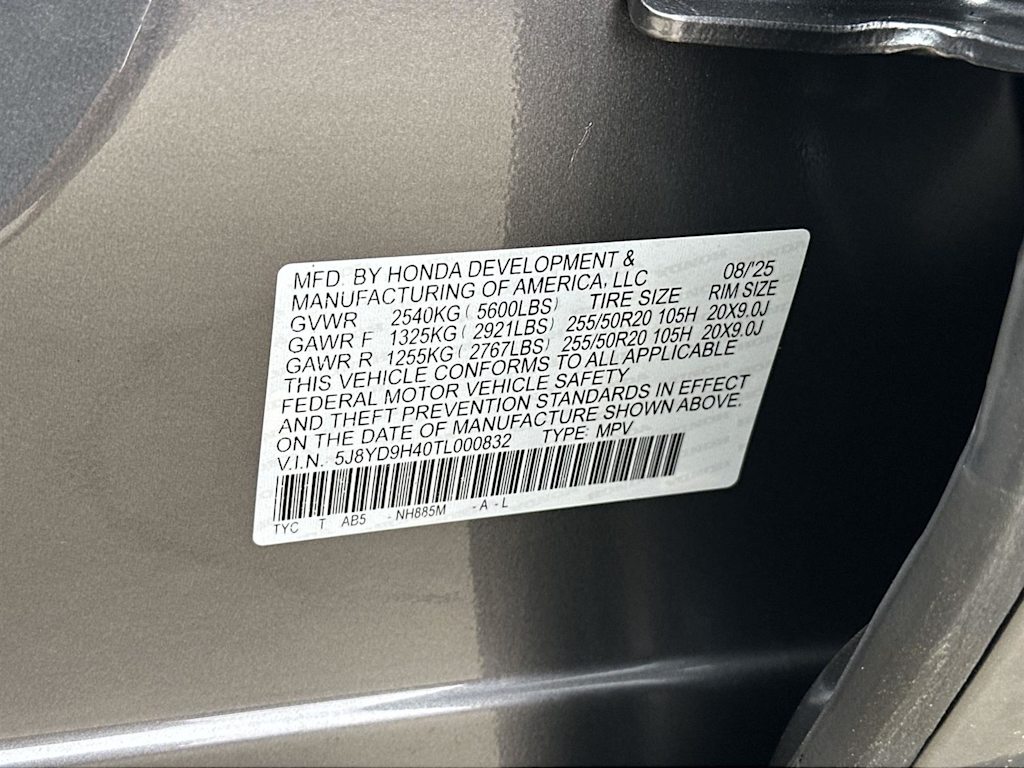 MFD. BY HONDA DEVELOPMENT &
MANUFACTURING OF AMERICA, LLC 08/'25
GVWR 2540KG ( 5600LBS) TIRE SIZE RIM SIZE
GAWR F 1325KG ( 2921LBS) 255/50R20 105H 20X9.0J
GAWR R 1255KG ( 2767LBS) 255/50R20 105H 20X9.0J
THIS VEHICLE CONFORMS TO ALL APPLICABLE
FEDERAL MOTOR VEHICLE SAFETY
AND THEFT PREVENTION STANDARDS IN EFFECT
ON THE DATE OF MANUFACTURE SHOWN ABOVE.
V.I.N. 5J8YD9H40TL000832 TYPE: MPV
TYC T AB5 - NH885M - A - L